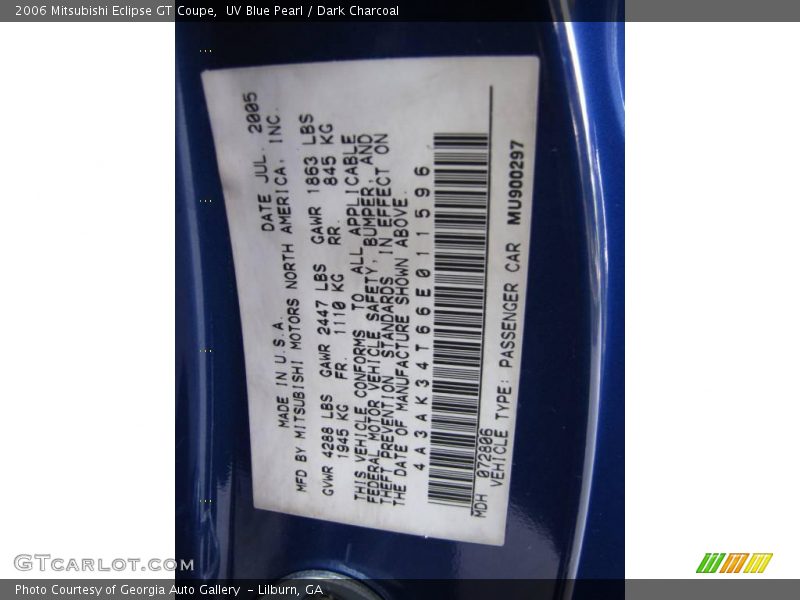 2006 Mitsubishi Eclipse GT Coupe,  UV Blue Pearl / Dark Charcoal
MADE IN U.S.A. DATE JUL. 2005
MFD BY MITSUBISHI MOTORS NORTH AMERICA, INC.
GVWR 4288 LBS GAWR 2447 LBS GAWR 1863 LBS
1945 KG FR. 1110 KG RR. 845 KG
THIS VEHICLE CONFORMS TO ALL APPLICABLE
FEDERAL MOTOR VEHICLE SAFETY, BUMPER, AND
THEFT PREVENTION STANDARDS IN EFFECT ON
THE DATE OF MANUFACTURE SHOWN ABOVE.
4A3AK34T66E011596
MDH 072806
VEHICLE TYPE: PASSENGER CAR MU900297
GTCARLOT.COM
Photo Courtesy of Georgia Auto Gallery - Lilburn, GA